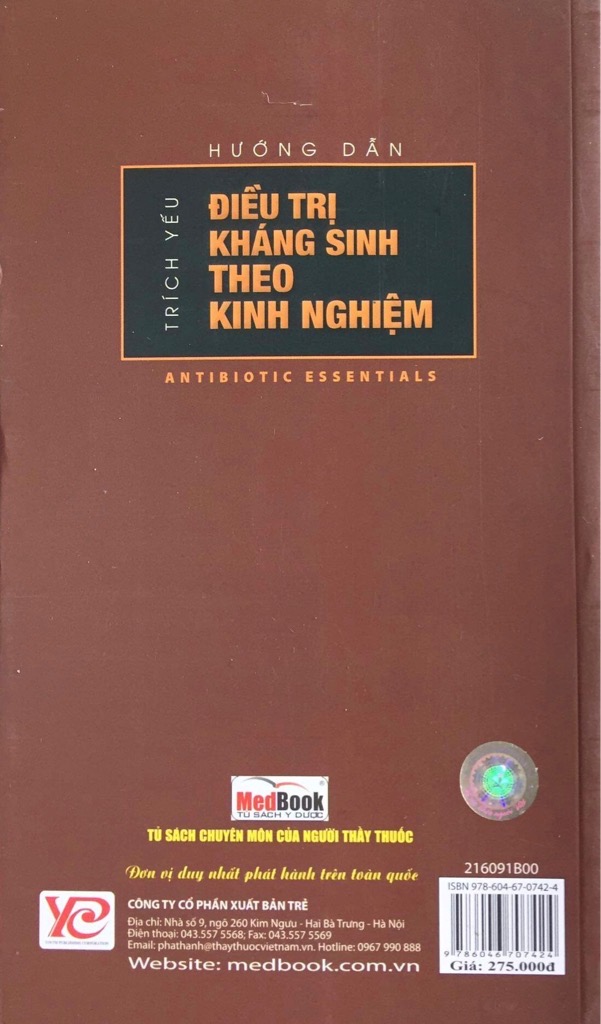 HƯỚNG DẪN
TRÍCH YẾU
ĐIỀU TRỊ
KHÁNG SINH
THEO
KINH NGHIỆM
ANTIBIOTIC ESSENTIALS
MedBook
TỦ SÁCH Y DƯỢC
TỦ SÁCH CHUYÊN MÔN CỦA NGƯỜI THẦY THUỐC
Đơn vị duy nhất phát hành trên toàn quốc
CÔNG TY CỔ PHẦN XUẤT BẢN TRẺ
Địa chỉ: Nhà số 9, ngõ 260 Kim Ngưu - Hai Bà Trưng - Hà Nội
Điện thoại: 043.557 5568; Fax: 043.557 5569
Email: phathanh@thaythuocvietnam.vn. Hotline: 0967 990 888
Website: medbook.com.vn
216091B00
ISBN 978-604-67-0742-4
9 786046 707424
Giá: 275.000đ